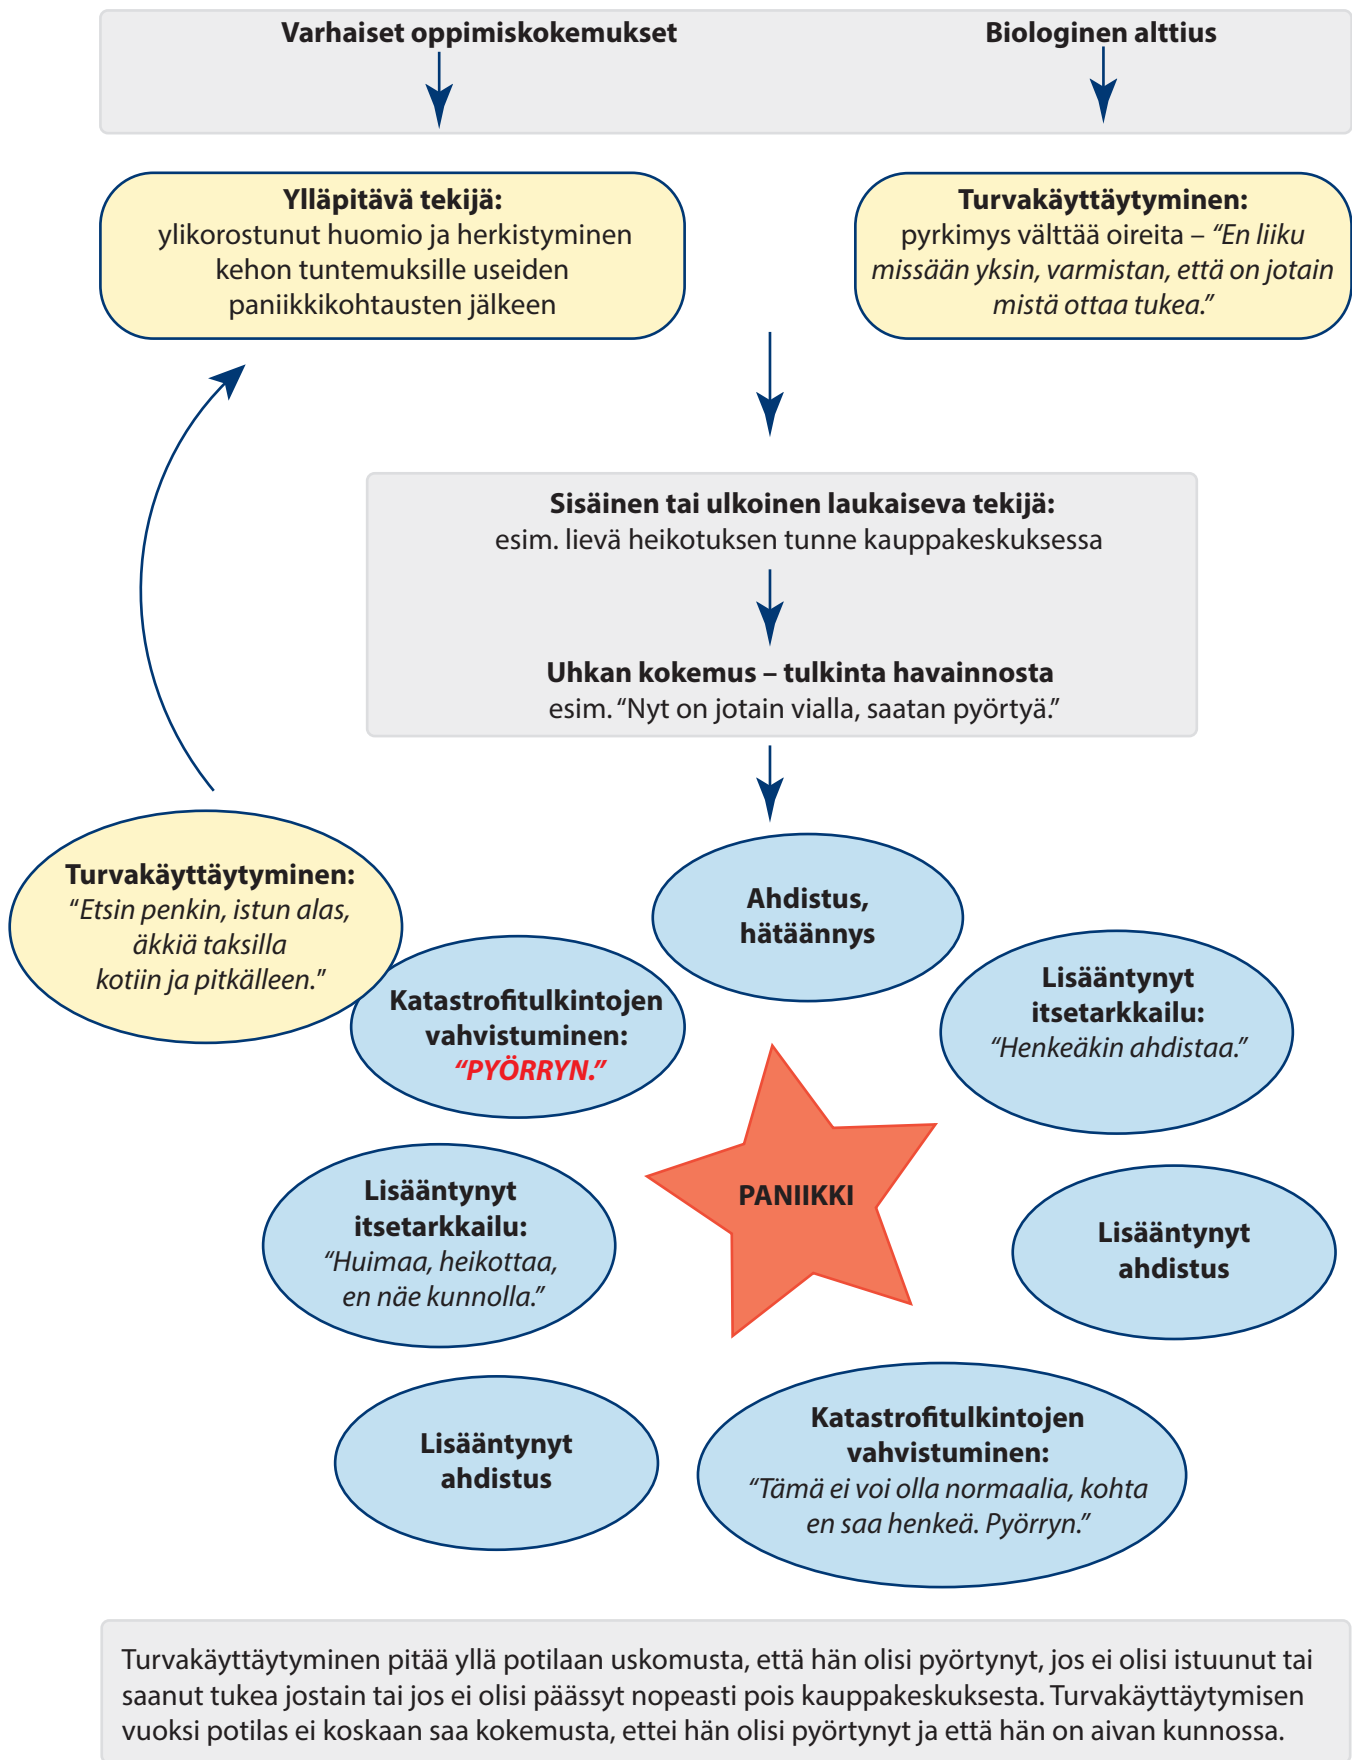 Varhaiset oppimiskokemukset
Biologinen alttius
Ylläpitävä tekijä:
ylikorostunut huomio ja herkistyminen
kehon tuntemuksille useiden
paniikkikohtausten jälkeen
Turvakäyttäytyminen:
pyrkimys välttää oireita – “En liiku
missään yksin, varmistan, että on jotain
mistä ottaa tukea.”
Sisäinen tai ulkoinen laukaiseva tekijä:
esim. lievä heikotuksen tunne kauppakeskuksessa
Uhkan kokemus – tulkinta havainnosta
esim. “Nyt on jotain vialla, saatan pyörtyä.”
Turvakäyttäytyminen:
“Etsin penkin, istun alas,
äkkiä taksilla
kotiin ja pitkälleen.”
Ahdistus,
hätäännys
Lisääntynyt
itsetarkkailu:
“Henkeäkin ahdistaa.”
Katastrofitulkintojen
vahvistuminen:
“PYÖRRYN.”
PANIIKKI
Lisääntynyt
itsetarkkailu:
“Huimaa, heikottaa,
en näe kunnolla.”
Lisääntynyt
ahdistus
Katastrofitulkintojen
vahvistuminen:
“Tämä ei voi olla normaalia, kohta
en saa henkeä. Pyörryn.”
Lisääntynyt
ahdistus
Turvakäyttäytyminen pitää yllä potilaan uskomusta, että hän olisi pyörtynyt, jos ei olisi istuunut tai
saanut tukea jostain tai jos ei olisi päässyt nopeasti pois kauppakeskuksesta. Turvakäyttäytymisen
vuoksi potilas ei koskaan saa kokemusta, ettei hän olisi pyörtynyt ja että hän on aivan kunnossa.